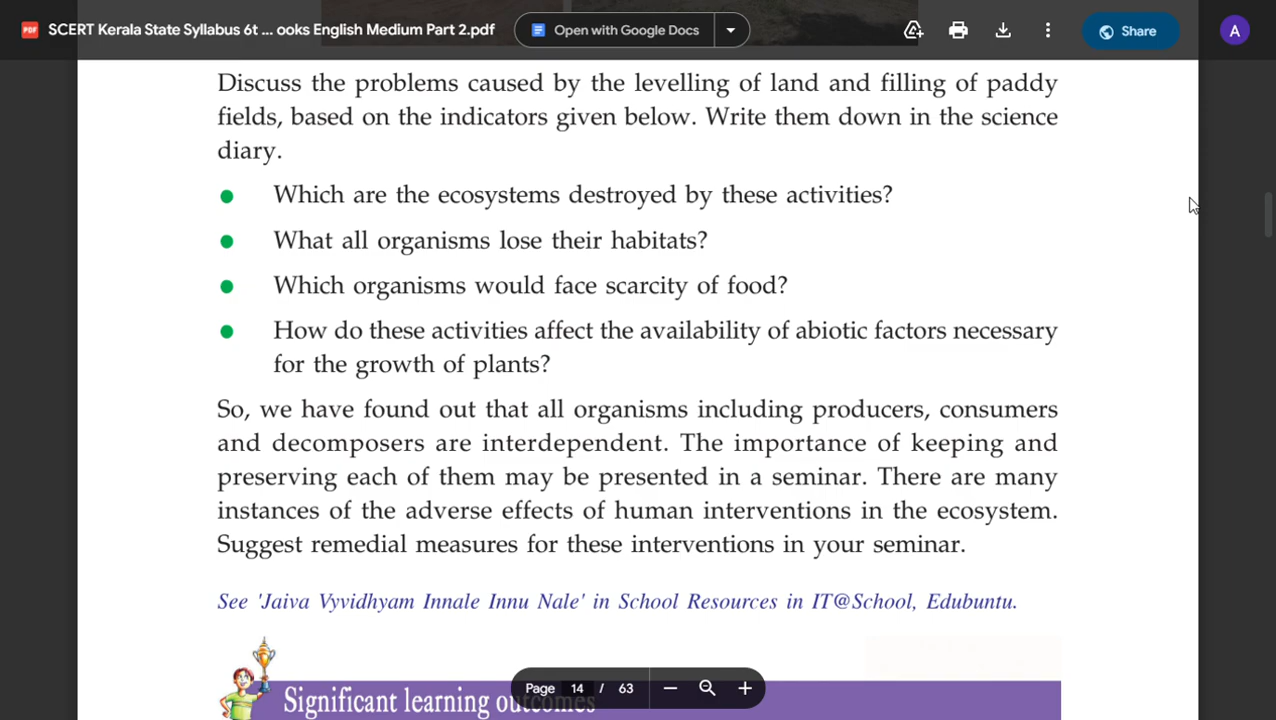 PDF SCERT Kerala State Syllabus 6t ... ooks English Medium Part 2.pdf
Open with Google Docs
Share
A
Discuss the problems caused by the levelling of land and filling of paddy
fields, based on the indicators given below. Write them down in the science
diary.
Which are the ecosystems destroyed by these activities?
What all organisms lose their habitats?
Which organisms would face scarcity of food?
How do these activities affect the availability of abiotic factors necessary
for the growth of plants?
So, we have found out that all organisms including producers, consumers
and decomposers are interdependent. The importance of keeping and
preserving each of them may be presented in a seminar. There are many
instances of the adverse effects of human interventions in the ecosystem.
Suggest remedial measures for these interventions in your seminar.
See 'Jaiva Vyvidhyam Innale Innu Nale' in School Resources in IT@School, Edubuntu.
Significant learning outcomes
Page 14 / 63